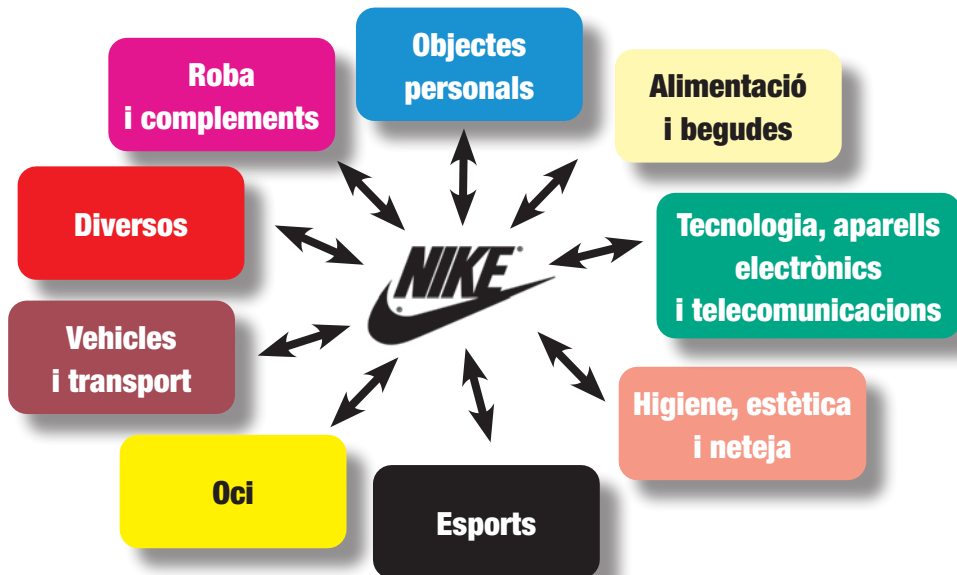 Objectes
personals
Roba
i complements
Alimentació
i begudes
Diversos
Tecnologia, aparells
electrònics
i telecomunicacions
NIKE
Vehicles
i transport
Higiene, estètica
i neteja
Oci
Esports